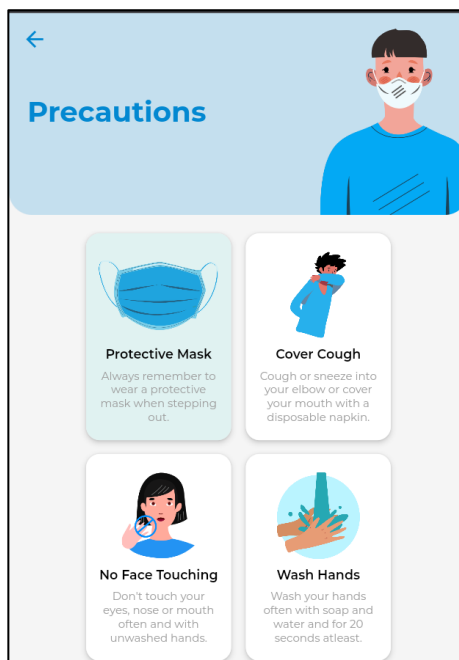 Precautions
Protective Mask
Always remember to
wear a protective
mask when stepping
out.
Cover Cough
Cough or sneeze into
your elbow or cover
your mouth with a
disposable napkin.
No Face Touching
Don't touch your
eyes, nose or mouth
often and with
unwashed hands.
Wash Hands
Wash your hands
often with soap and
water and for 20
seconds atleast.